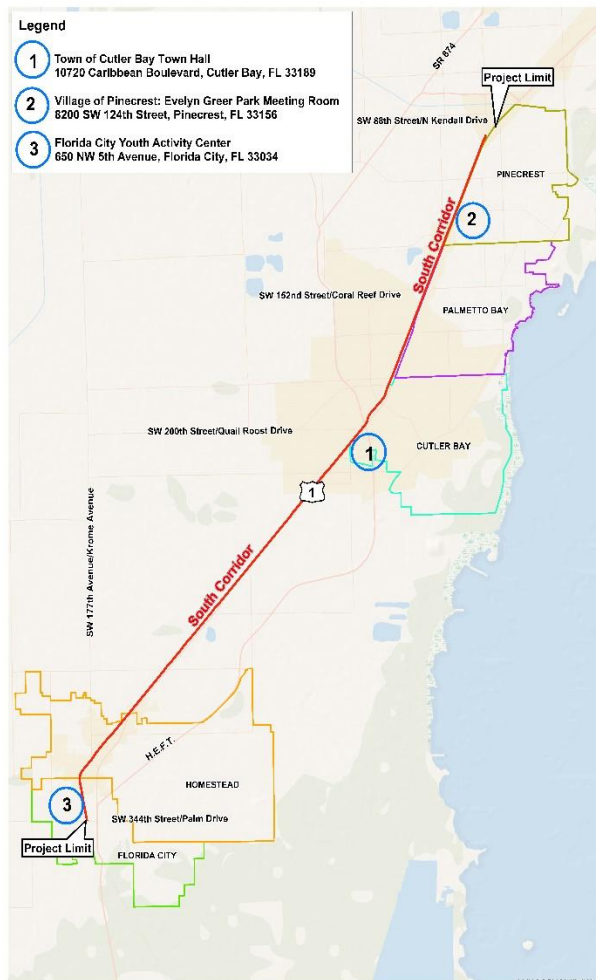 Legend
1 Town of Cutler Bay Town Hall
10720 Caribbean Boulevard, Cutler Bay, FL 33189
2 Village of Pinecrest: Evelyn Greer Park Meeting Room
8200 SW 124th Street, Pinecrest, FL 33156
3 Florida City Youth Activity Center
650 NW 5th Avenue, Florida City, FL 33034
SR 874
Project Limit
SW 88th Street/N Kendall Drive
PINECREST
2
South Corridor
SW 152nd Street/Coral Reef Drive
PALMETTO BAY
SW 200th Street/Quail Roost Drive
CUTLER BAY
1
1
SW 177th Avenue/Krome Avenue
South Corridor
H.E.F.T.
HOMESTEAD
3
SW 344th Street/Palm Drive
Project Limit
FLORIDA CITY